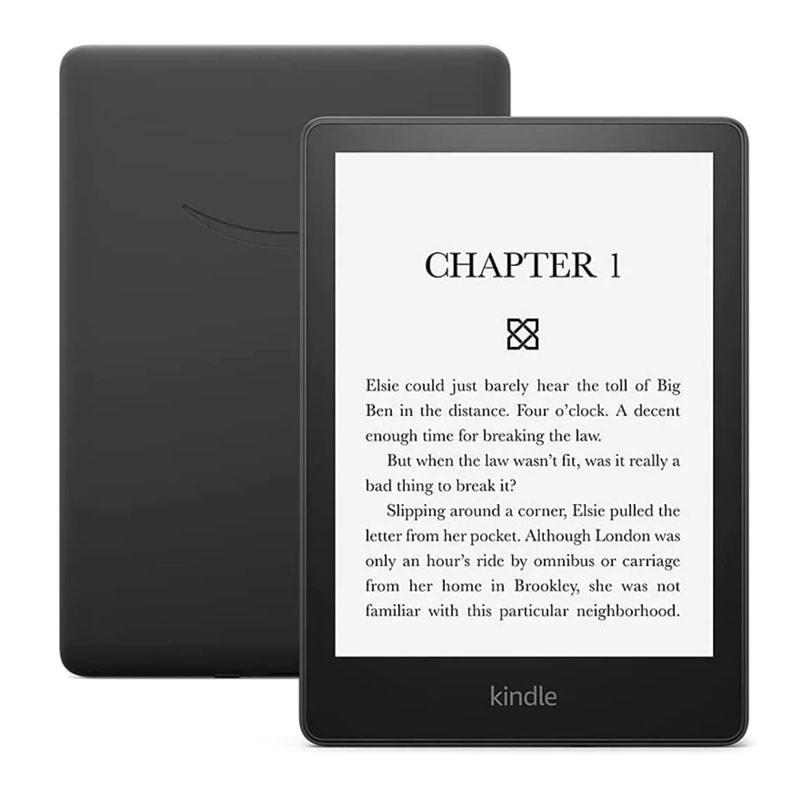 CHAPTER 1
Elsie could just barely hear the toll of Big
Ben in the distance. Four o’clock. A decent
enough time for breaking the law.
But when the law wasn’t fit, was it really a
bad thing to break it?
Slipping around a corner, Elsie pulled the
letter from her pocket. Although London was
only an hour’s ride by omnibus or carriage
from her home in Brookley, she was not
familiar with this particular neighborhood.
kindle